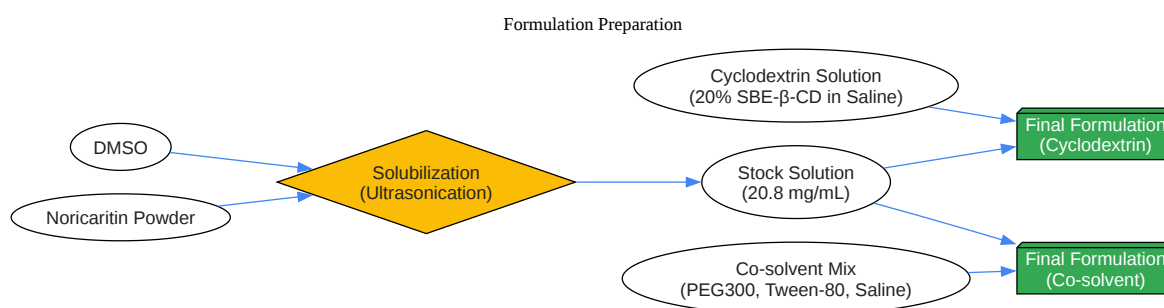 Formulation Preparation
Cyclodextrin Solution
(20% SBE-β-CD in Saline)
Final Formulation
(Cyclodextrin)
DMSO
Solubilization
(Ultrasonication)
Stock Solution
(20.8 mg/mL)
Noricaritin Powder
Final Formulation
(Co-solvent)
Co-solvent Mix
(PEG300, Tween-80, Saline)